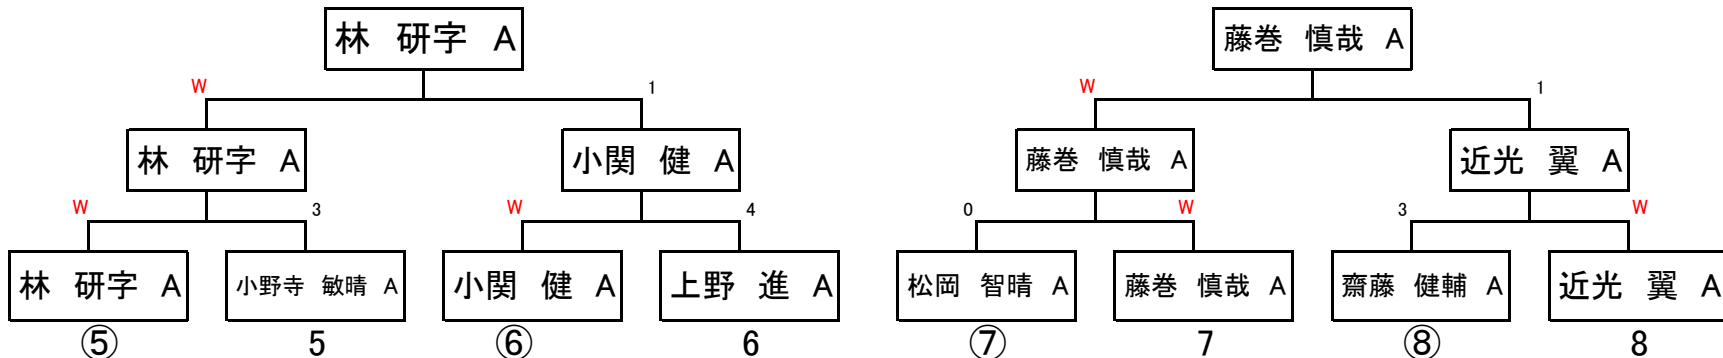 林 研字 A 藤巻 慎哉 A
W 1 W 1
林 研字 A 小関 健 A 藤巻 慎哉 A 近光 翼 A
W 3 W 4 0 W 3 W
林 研字 A 小野寺 敏晴 A 小関 健 A 上野 進 A 松岡 智晴 A 藤巻 慎哉 A 齋藤 健輔 A 近光 翼 A
⑤ 5 ⑥ 6 ⑦ 7 ⑧ 8